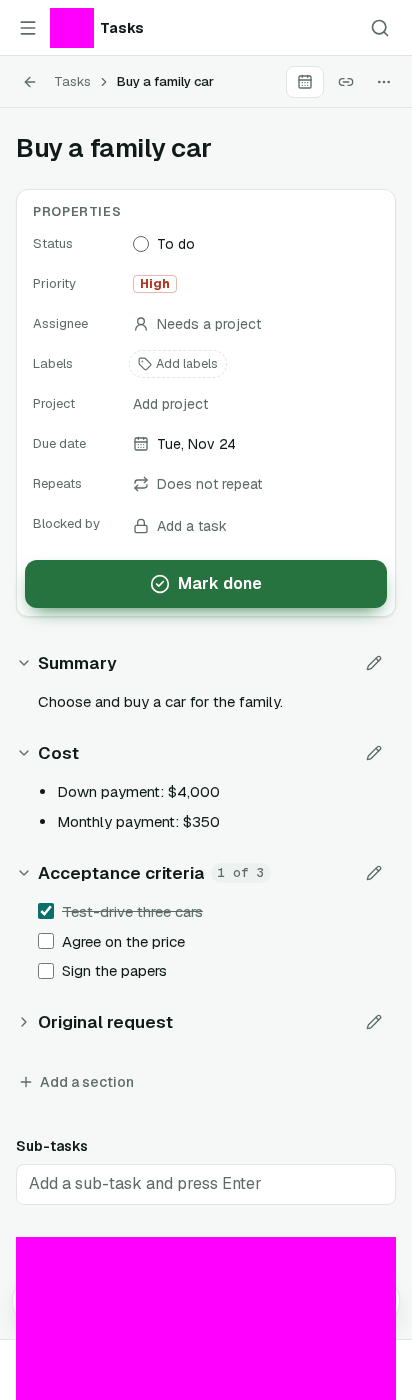 Tasks
Tasks > Buy a family car
Buy a family car
PROPERTIES
Status To do
Priority High
Assignee Needs a project
Labels Add labels
Project Add project
Due date Tue, Nov 24
Repeats Does not repeat
Blocked by Add a task
Mark done
Summary
Choose and buy a car for the family.
Cost
• Down payment: $4,000
• Monthly payment: $350
Acceptance criteria 1 of 3
Test-drive three cars
Agree on the price
Sign the papers
Original request
Add a section
Sub-tasks
Add a sub-task and press Enter